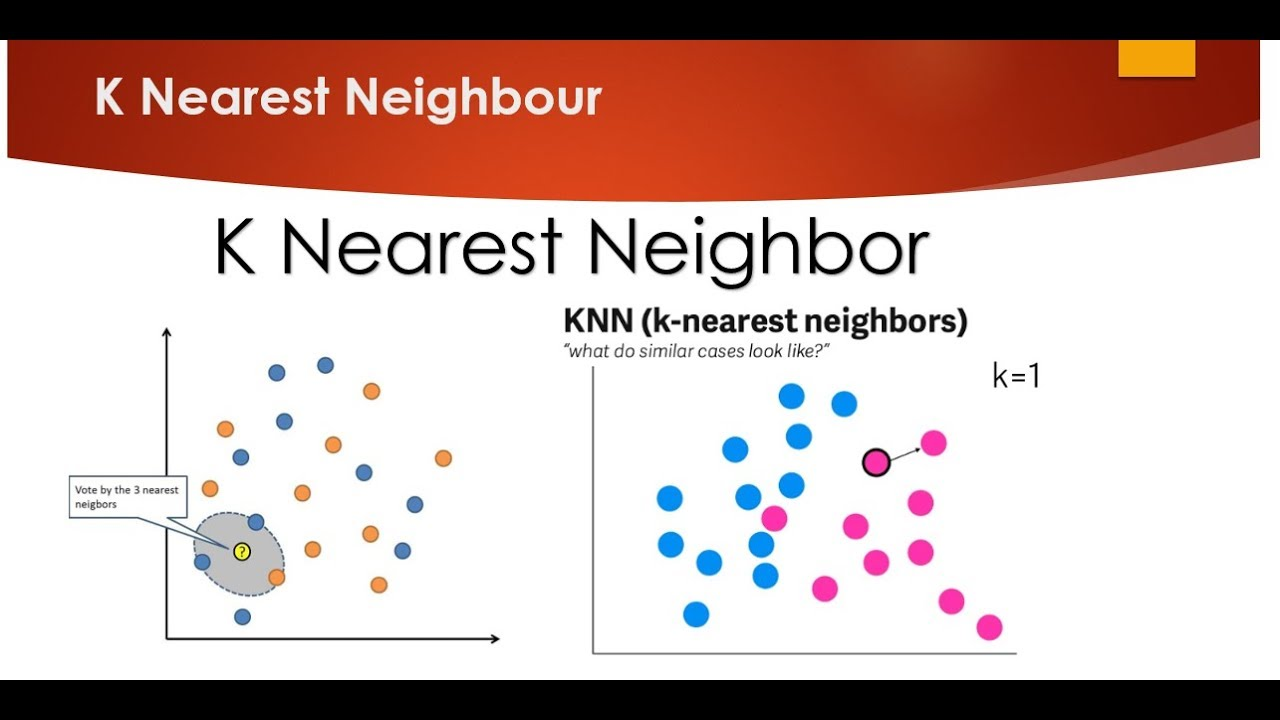 K Nearest Neighbour
K Nearest Neighbor
KNN (k-nearest neighbors)
“what do similar cases look like?”
k=1
Vote by the 3 nearest
neigbors
?